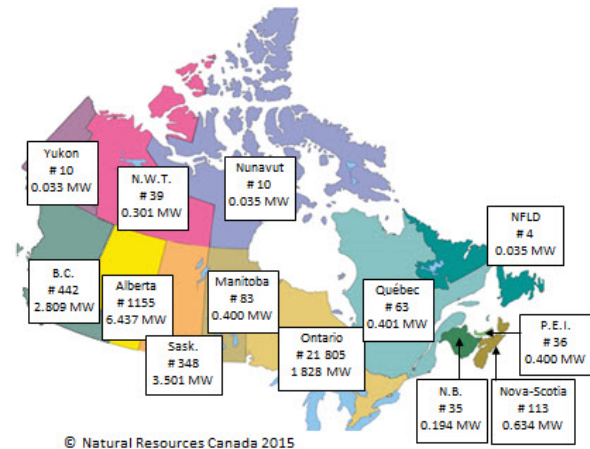 Yukon
# 10
0.033 MW
N.W.T.
# 39
0.301 MW
Nunavut
# 10
0.035 MW
NFLD
# 4
0.035 MW
B.C.
# 442
2.809 MW
Alberta
# 1155
6.437 MW
Sask.
# 348
3.501 MW
Manitoba
# 83
0.400 MW
Ontario
# 21 805
1 828 MW
Québec
# 63
0.401 MW
P.E.I.
# 36
0.400 MW
N.B.
# 35
0.194 MW
Nova-Scotia
# 113
0.634 MW
© Natural Resources Canada 2015